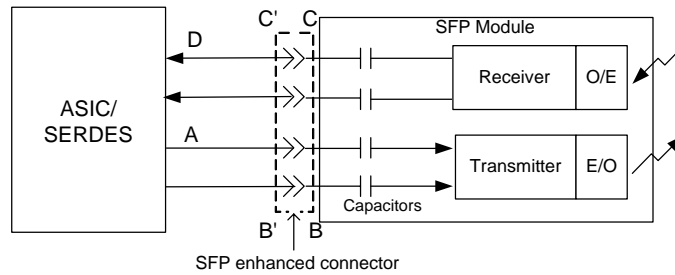 C' C
SFP Module
D
Receiver
O/E
ASIC/
SERDES
A
Transmitter
E/O
Capacitors
B' B
SFP enhanced connector